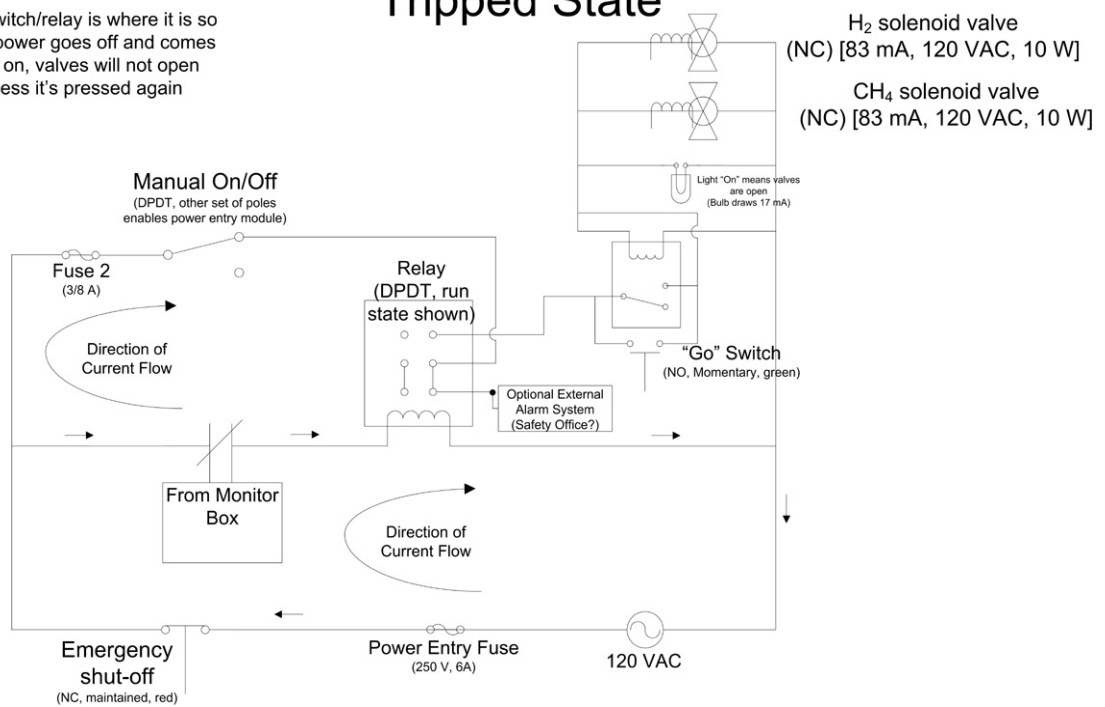 Tripped State
witch/relay is where it is so
power goes off and comes
on, valves will not open
ess it's pressed again
H₂ solenoid valve
(NC) [83 mA, 120 VAC, 10 W]
CH₄ solenoid valve
(NC) [83 mA, 120 VAC, 10 W]
Light "On" means valves
are open
(Bulb draws 17 mA)
Manual On/Off
(DPDT, other set of poles
enables power entry module)
Fuse 2
(3/8 A)
Relay
(DPDT, run
state shown)
Direction of
Current Flow
"Go" Switch
(NO, Momentary, green)
Optional External
Alarm System
(Safety Office?)
From Monitor
Box
Direction of
Current Flow
Emergency
shut-off
(NC, maintained, red)
Power Entry Fuse
(250 V, 6A)
120 VAC